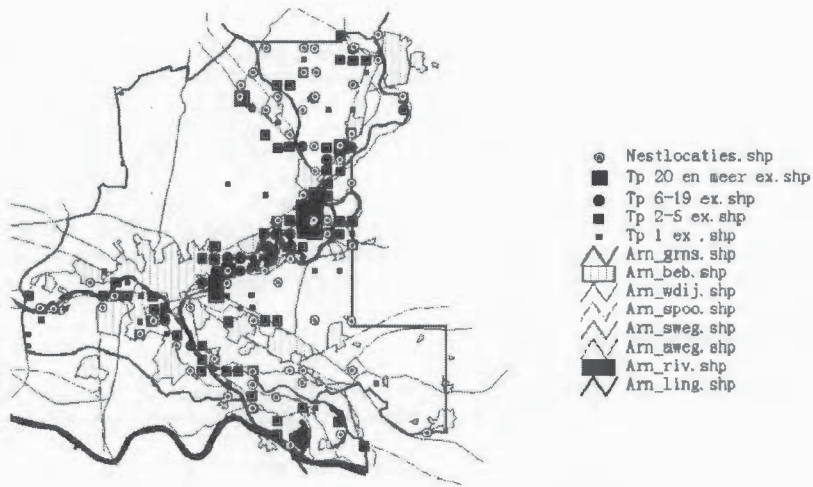 Nestlocaties.shp
Tp 20 en meer ex.shp
Tp 6-19 ex.shp
Tp 2-5 ex.shp
Tp 1 ex .shp
Arn_grns.shp
Arn_beb.shp
Arn_wdij.shp
Arn_spoo.shp
Arn_sweg.shp
Arn_aweg.shp
Arn_riv.shp
Arn_ling.shp